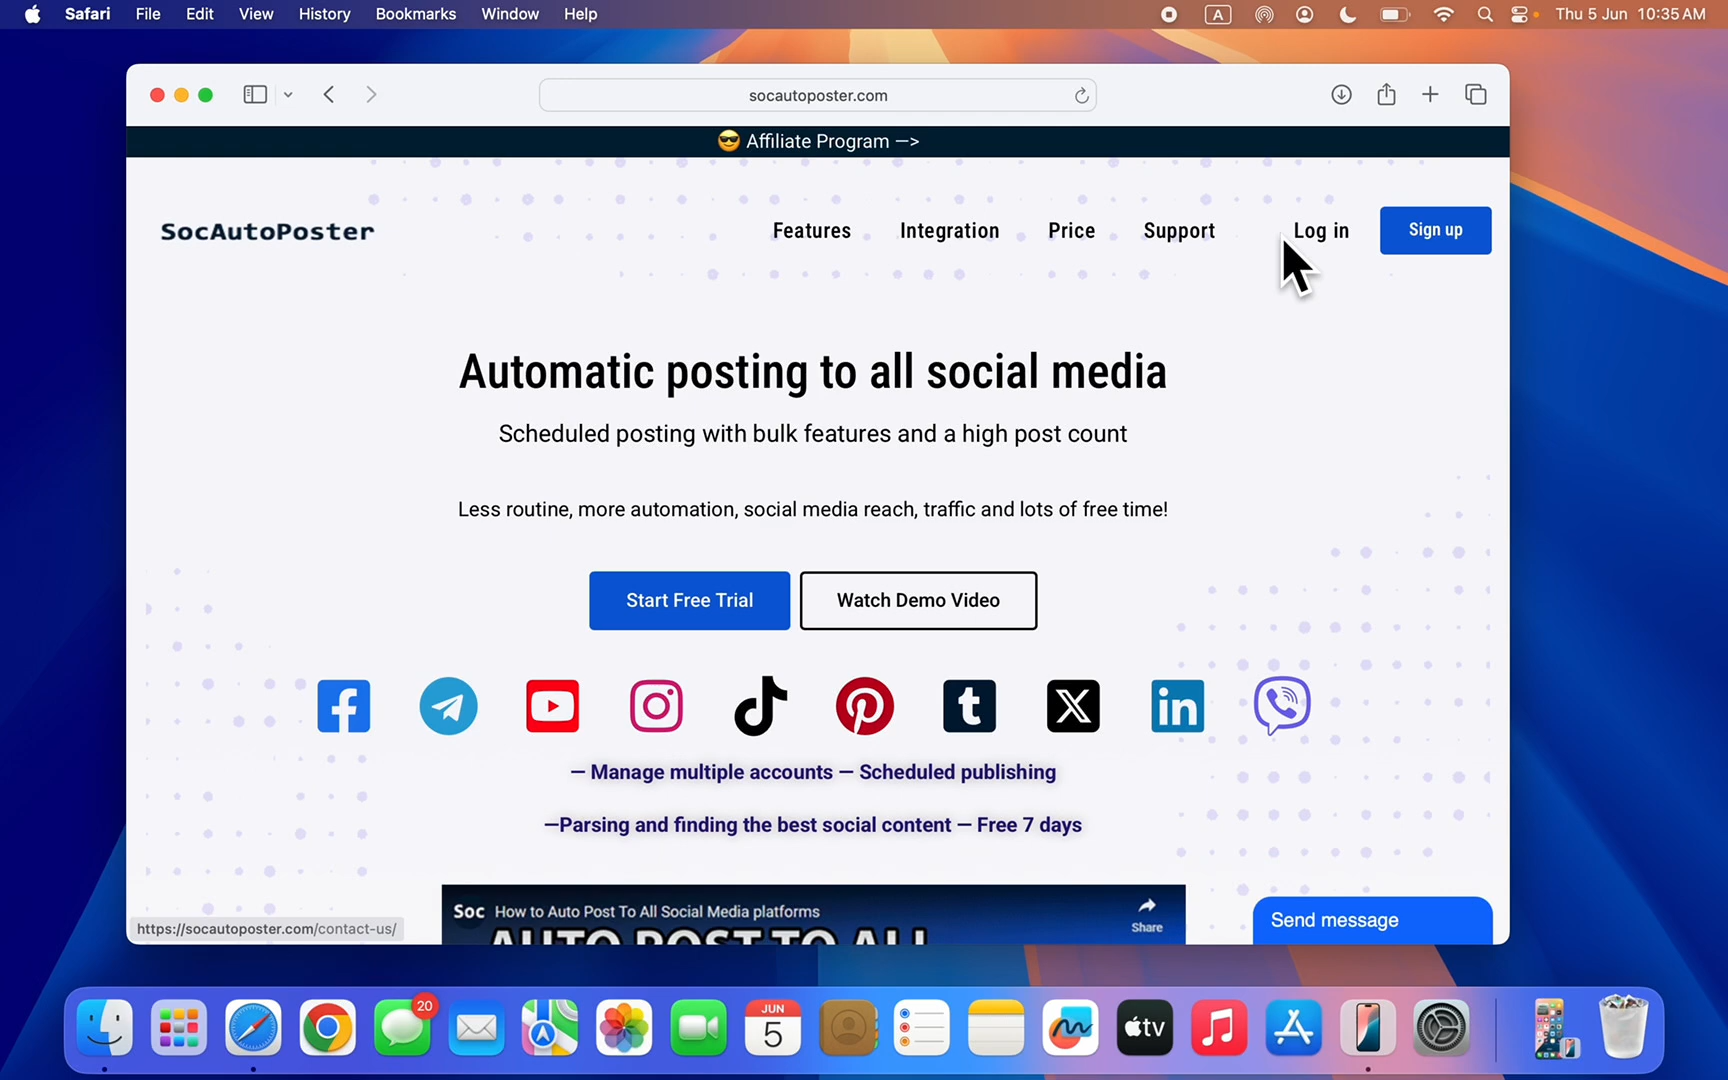 Safari File Edit View History Bookmarks Window Help A Thu 5 Jun 10:35 AM
socautoposter.com
😎 Affiliate Program —>
SocAutoPoster Features Integration Price Support Log in Sign up
Automatic posting to all social media
Scheduled posting with bulk features and a high post count
Less routine, more automation, social media reach, traffic and lots of free time!
Start Free Trial Watch Demo Video
— Manage multiple accounts — Scheduled publishing
—Parsing and finding the best social content — Free 7 days
Soc How to Auto Post To All Social Media platforms
Share
AUTO POST TO ALL
Send message
https://socautoposter.com/contact-us/
20
JUN
5
tv